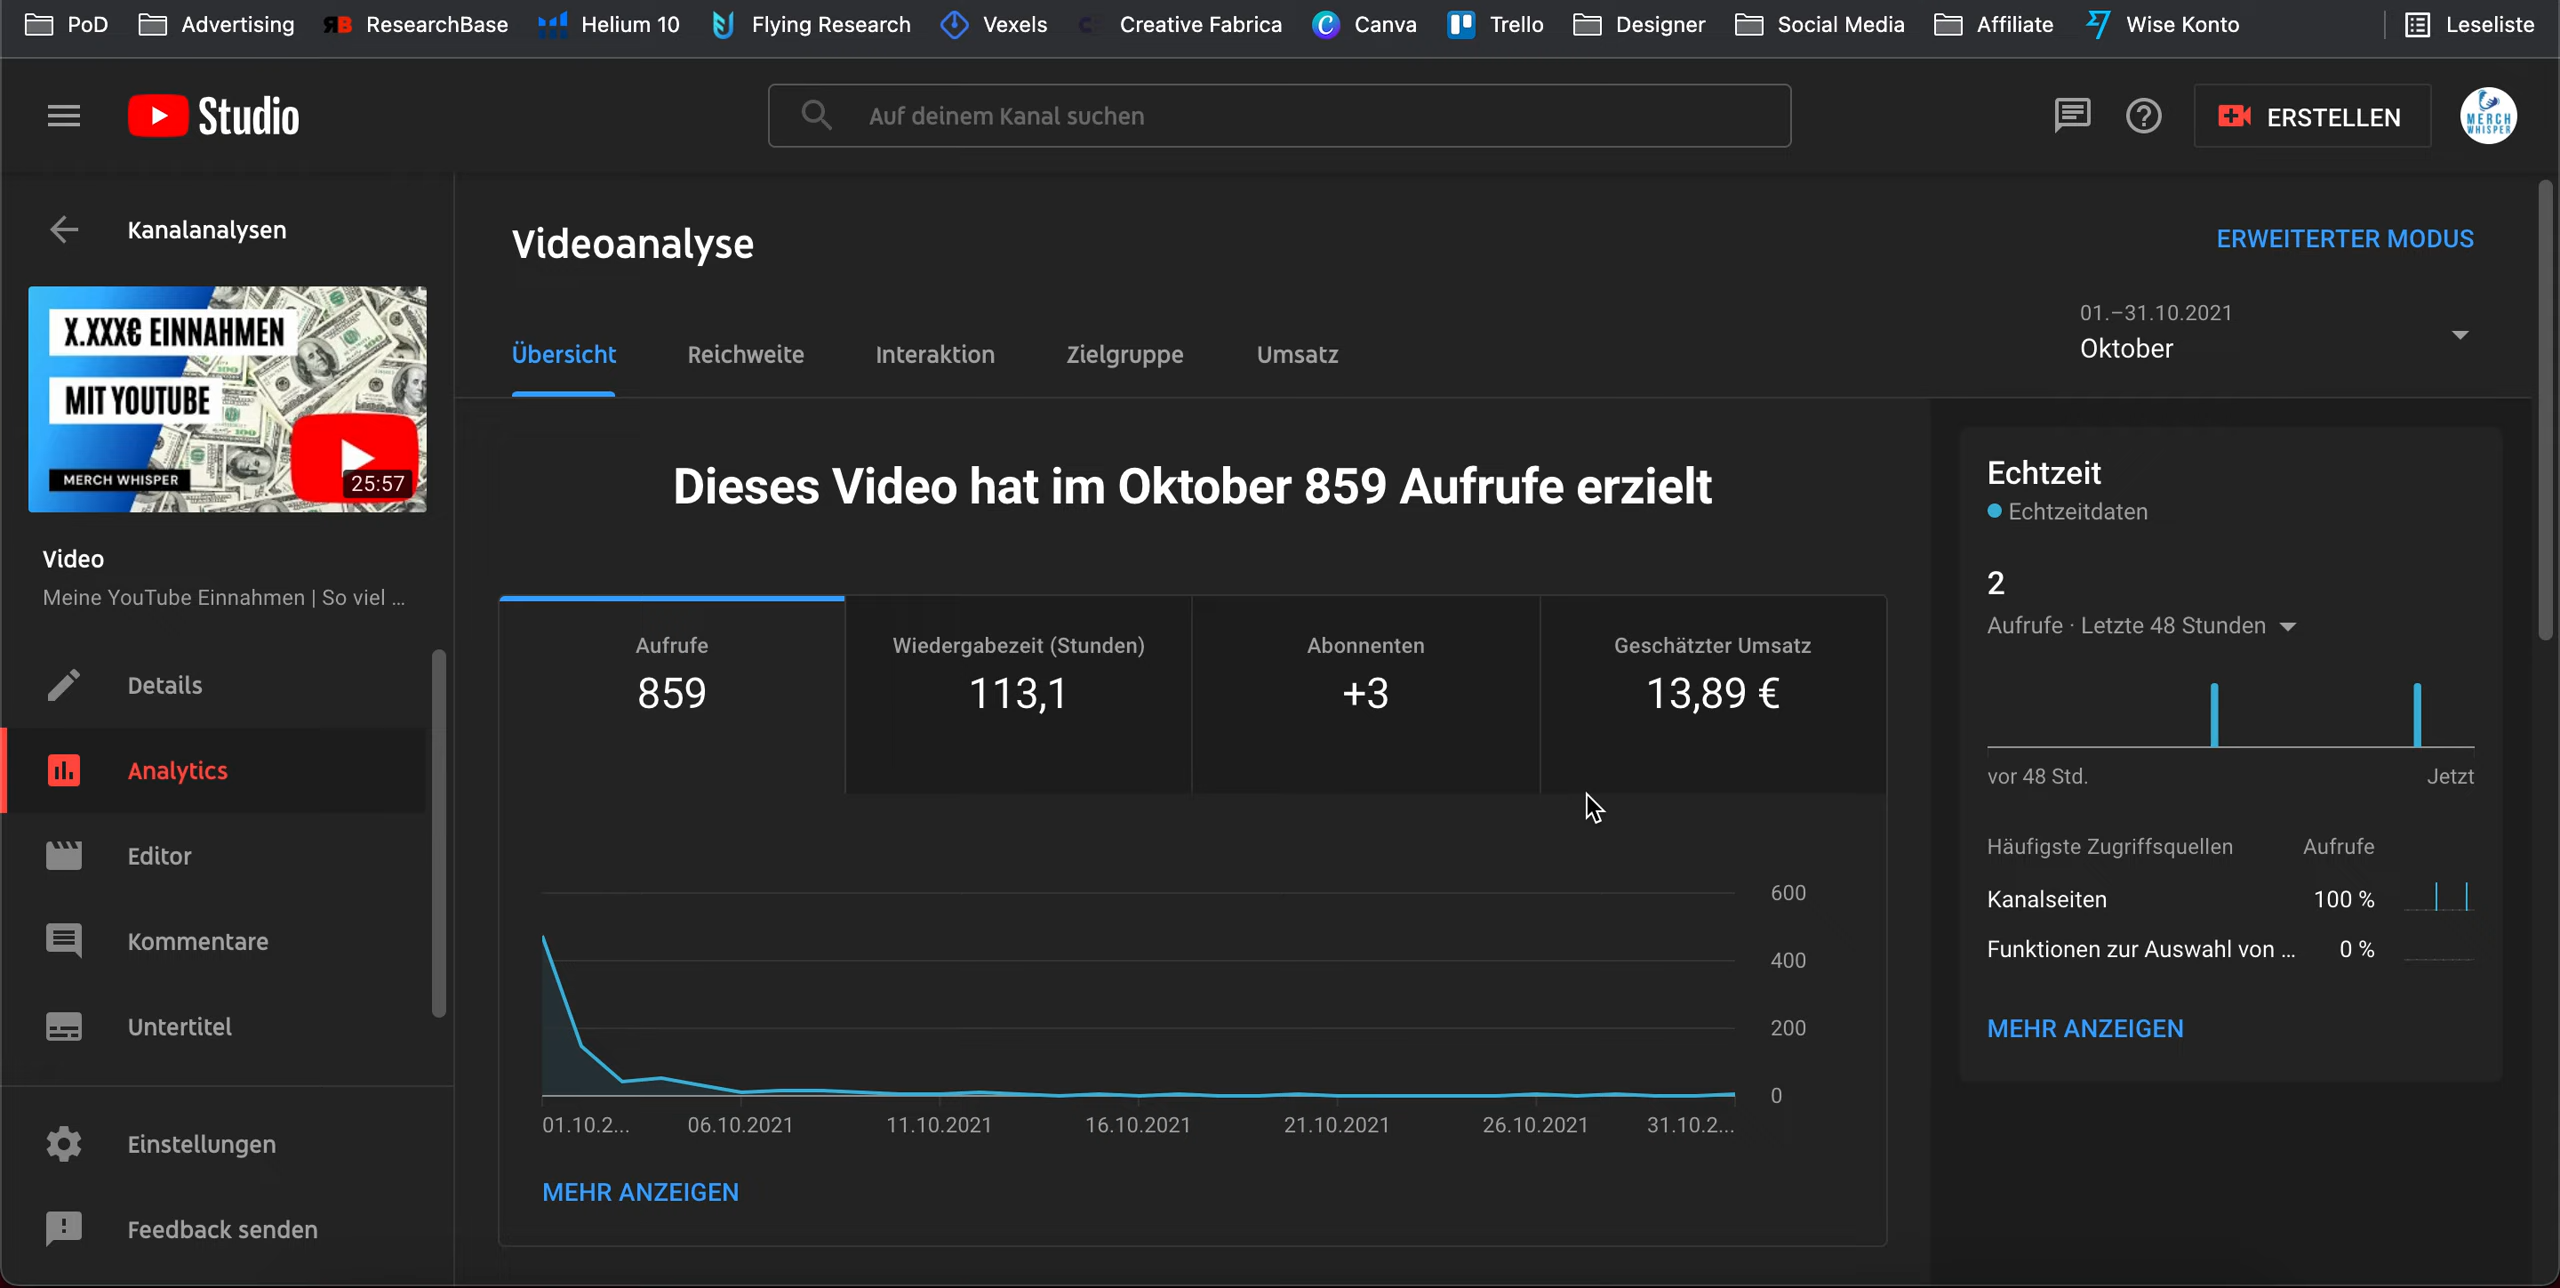 PoD Advertising ResearchBase Helium 10 Flying Research Vexels Creative Fabrica Canva Trello Designer Social Media Affiliate Wise Konto Leseliste
Studio
Auf deinem Kanal suchen
ERSTELLEN
MERCH
WHISPER
Kanalanalysen
X.XXX€ EINNAHMEN
MIT YOUTUBE
MERCH WHISPER
25:57
Video
Meine YouTube Einnahmen | So viel ...
Details
Analytics
Editor
Kommentare
Untertitel
Einstellungen
Feedback senden
Videoanalyse
ERWEITERTER MODUS
01.–31.10.2021
Oktober
Übersicht Reichweite Interaktion Zielgruppe Umsatz
Dieses Video hat im Oktober 859 Aufrufe erzielt
Aufrufe
859
Wiedergabezeit (Stunden)
113,1
Abonnenten
+3
Geschätzter Umsatz
13,89 €
600
400
200
0
01.10.2... 06.10.2021 11.10.2021 16.10.2021 21.10.2021 26.10.2021 31.10.2...
MEHR ANZEIGEN
Echtzeit
Echtzeitdaten
2
Aufrufe · Letzte 48 Stunden
vor 48 Std. Jetzt
Häufigste Zugriffsquellen Aufrufe
Kanalseiten 100 %
Funktionen zur Auswahl von ... 0 %
MEHR ANZEIGEN